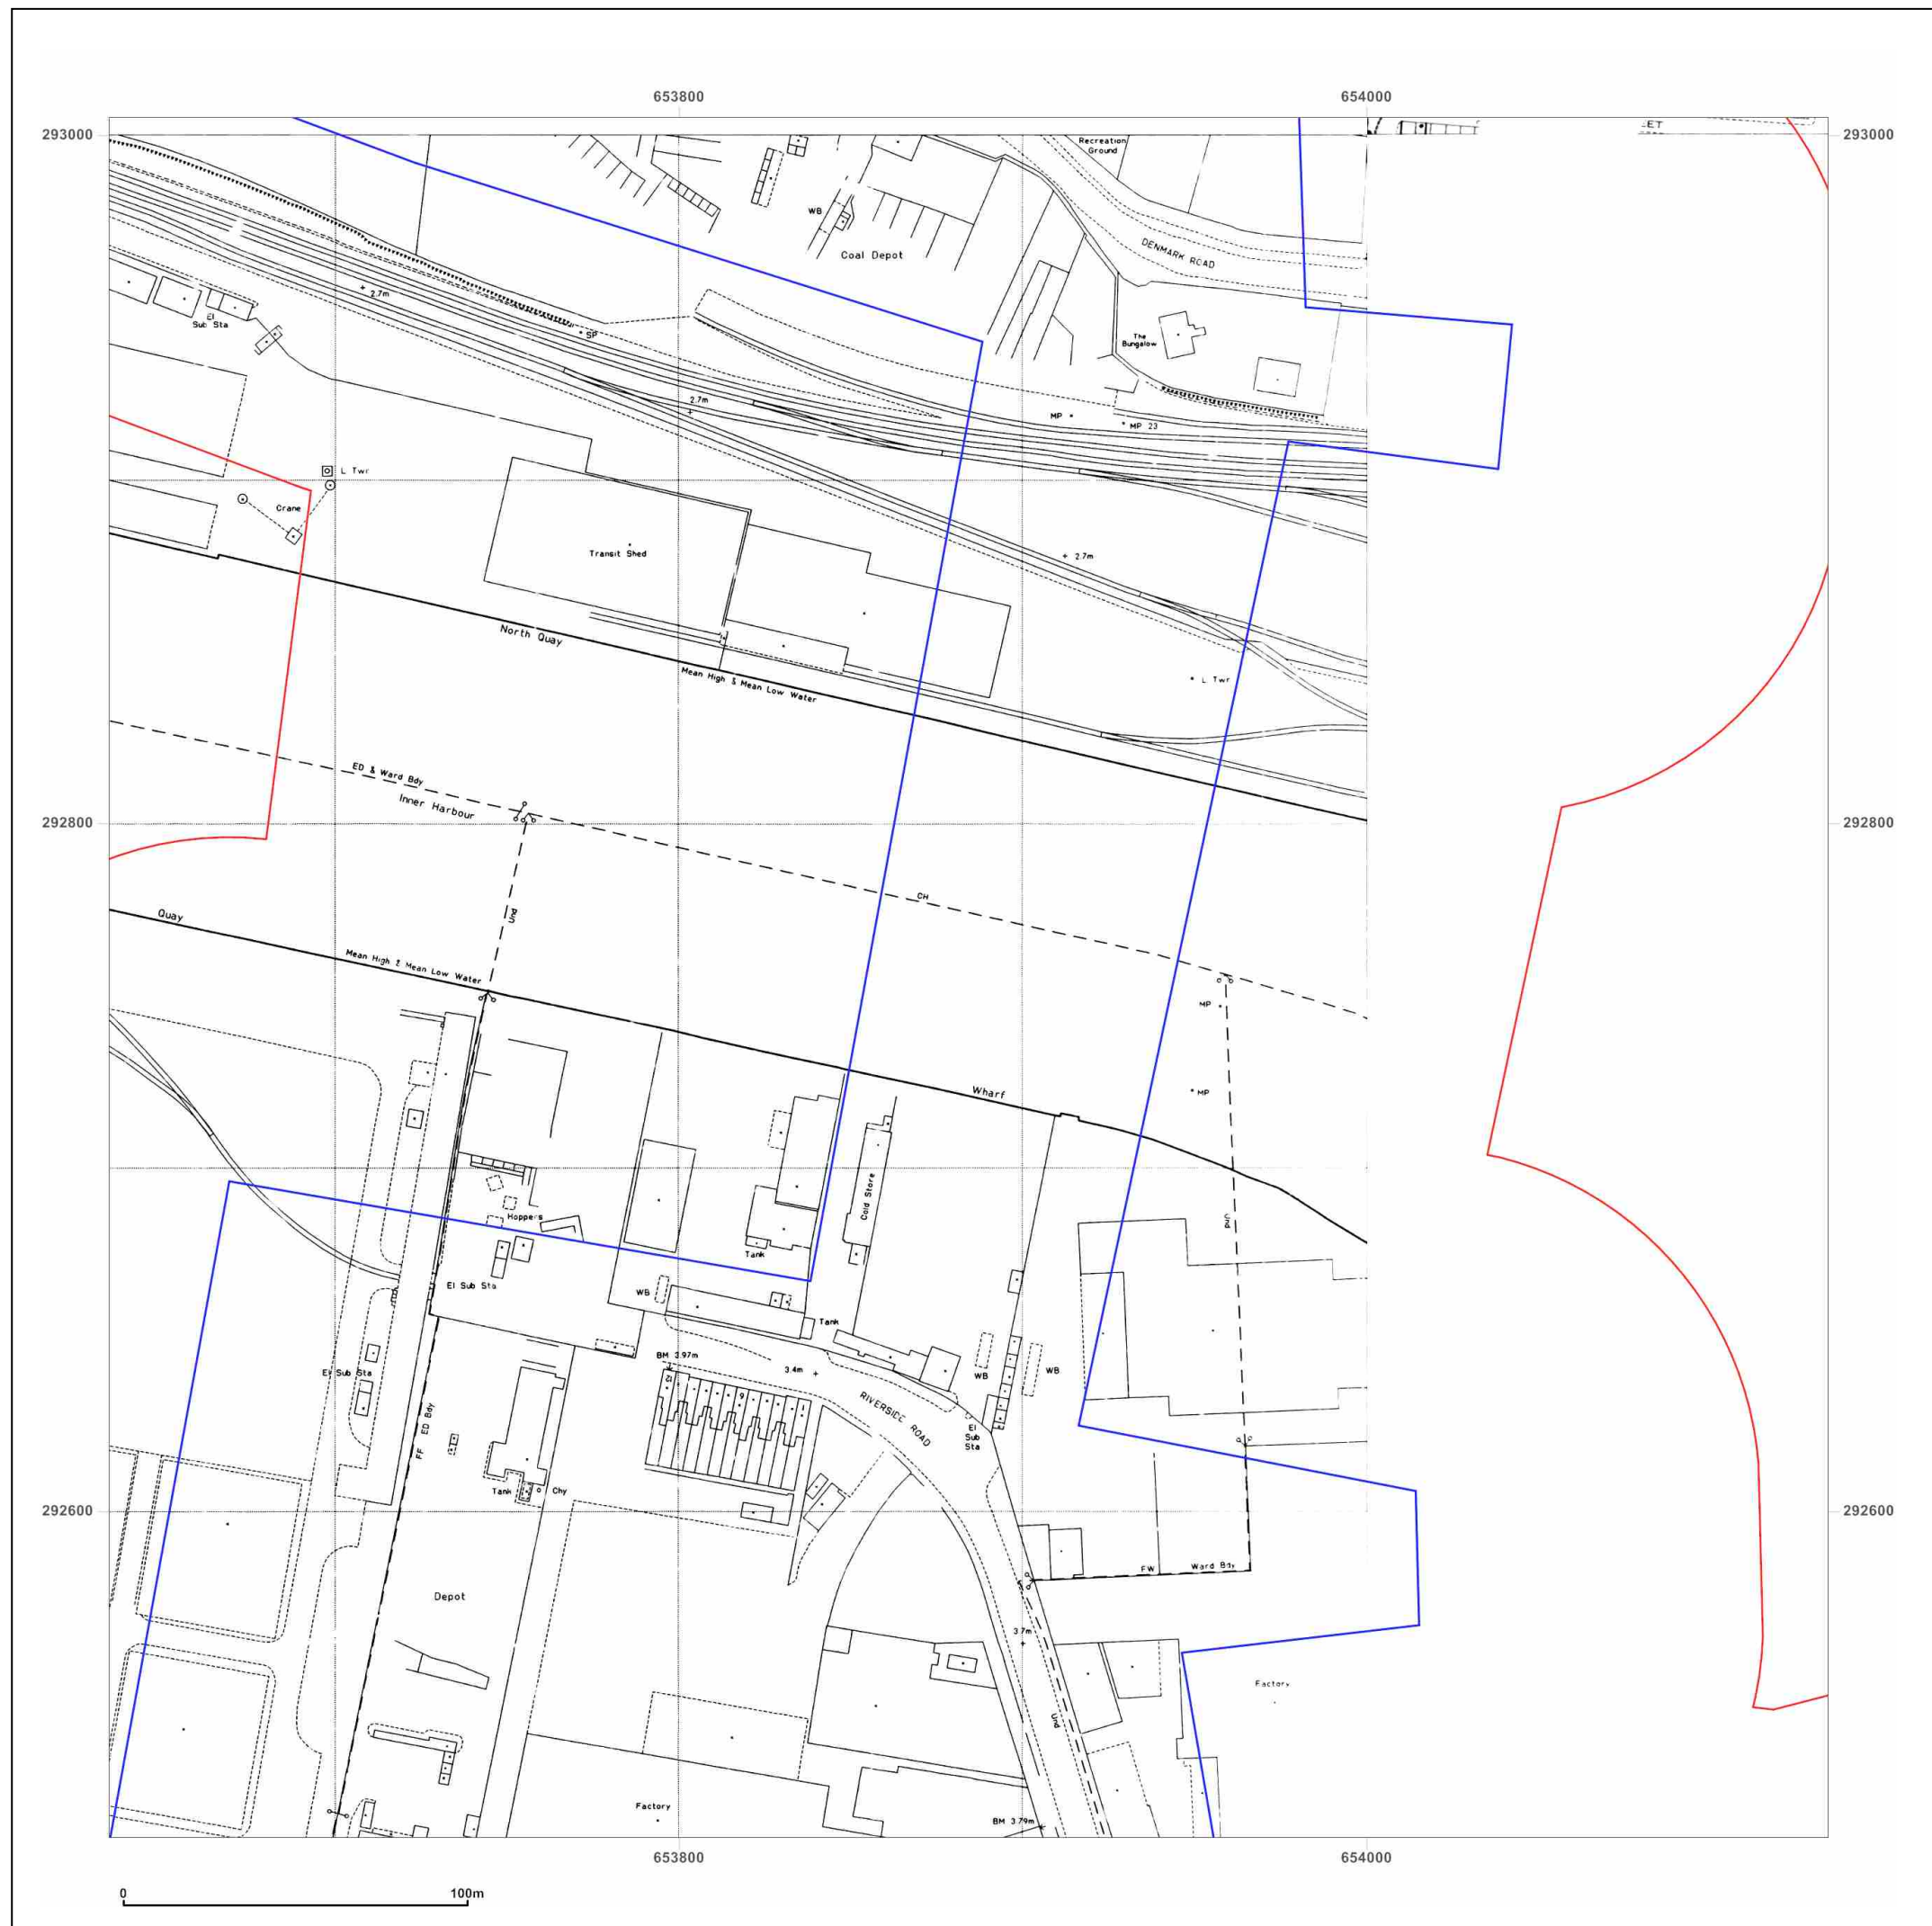 653800
654000
293000
293000
ET
Recreation
Ground
WB
DENMARK ROAD
Coal Depot
2.7m
El
Sub Sta
SP
The
Bungalow
2.7m
MP
MP 23
L Twr
Crane
Transit Shed
2.7m
North Quay
Mean High & Mean Low Water
L Twr
ED & Ward Bdy
Inner Harbour
292800
292800
CH
Und
Quay
Mean High & Mean Low Water
MP
Wharf
MP
Cold Store
Hoppers
Und
Tank
El Sub Sta
WB
Tank
BM 3.97m
3.4m
El Sub Sta
12
6
WB
WB
RIVERSIDE ROAD
FF
ED Bdy
El
Sub
Sta
Tank
Chy
292600
292600
FW
Ward Bdy
Depot
3.7m
Factory
Und
Factory
BM 3.79m
653800
654000
0
100m